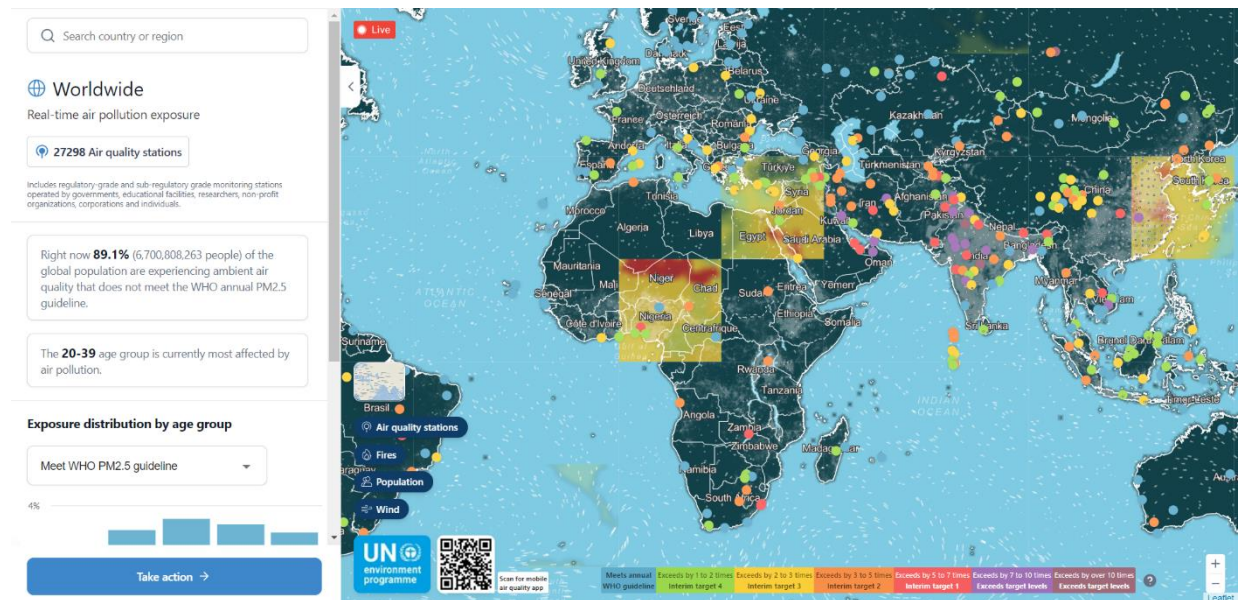 Search country or region
Worldwide
Real-time air pollution exposure
27298 Air quality stations
Includes regulatory-grade and sub-regulatory grade monitoring stations
operated by governments, educational facilities, researchers, non-profit
organizations, corporations and individuals.
Right now 89.1% (6,700,808,263 people) of the
global population are experiencing ambient air
quality that does not meet the WHO annual PM2.5
guideline.
The 20-39 age group is currently most affected by
air pollution.
Exposure distribution by age group
Meet WHO PM2.5 guideline
4%
Take action →
Live
United Kingdom
Belarus
Deutschland
Ukraine
France
Österreich
România
Andorra
Georgia
Türkiye
Kazakhstan
Mongolia
Kyrgyzstan
Türkmenistan
North Korea
South Korea
China
Tunisia
Syria
Iran
Afghanistan
Morocco
Jordan
Kuwait
Pakistan
Nepal
Algeria
Libya
Egypt
Saudi Arabia
India
Bangladesh
Oman
Mauritania
Mali
Niger
Chad
Sudan
Eritrea
Yemen
Myanmar
Vietnam
ATLANTIC
OCEAN
Sénégal
Nigeria
Ethiopia
Côte d'Ivoire
Centrafrique
Somalia
Sri Lanka
Suriname
Brunei Darussalam
Rwanda
Tanzania
INDIAN
OCEAN
Timor-Leste
Brasil
Angola
Zambia
Zimbabwe
Madagascar
Namibia
South Africa
Air quality stations
Fires
Population
Wind
UN
environment
programme
Scan for mobile
air quality app
Meets annual
WHO guideline
Exceeds by 1 to 2 times
Interim target 4
Exceeds by 2 to 3 times
Interim target 3
Exceeds by 3 to 5 times
Interim target 2
Exceeds by 5 to 7 times
Interim target 1
Exceeds by 7 to 10 times
Exceeds target levels
Exceeds by over 10 times
Exceeds target levels
?
+
−
Leaflet